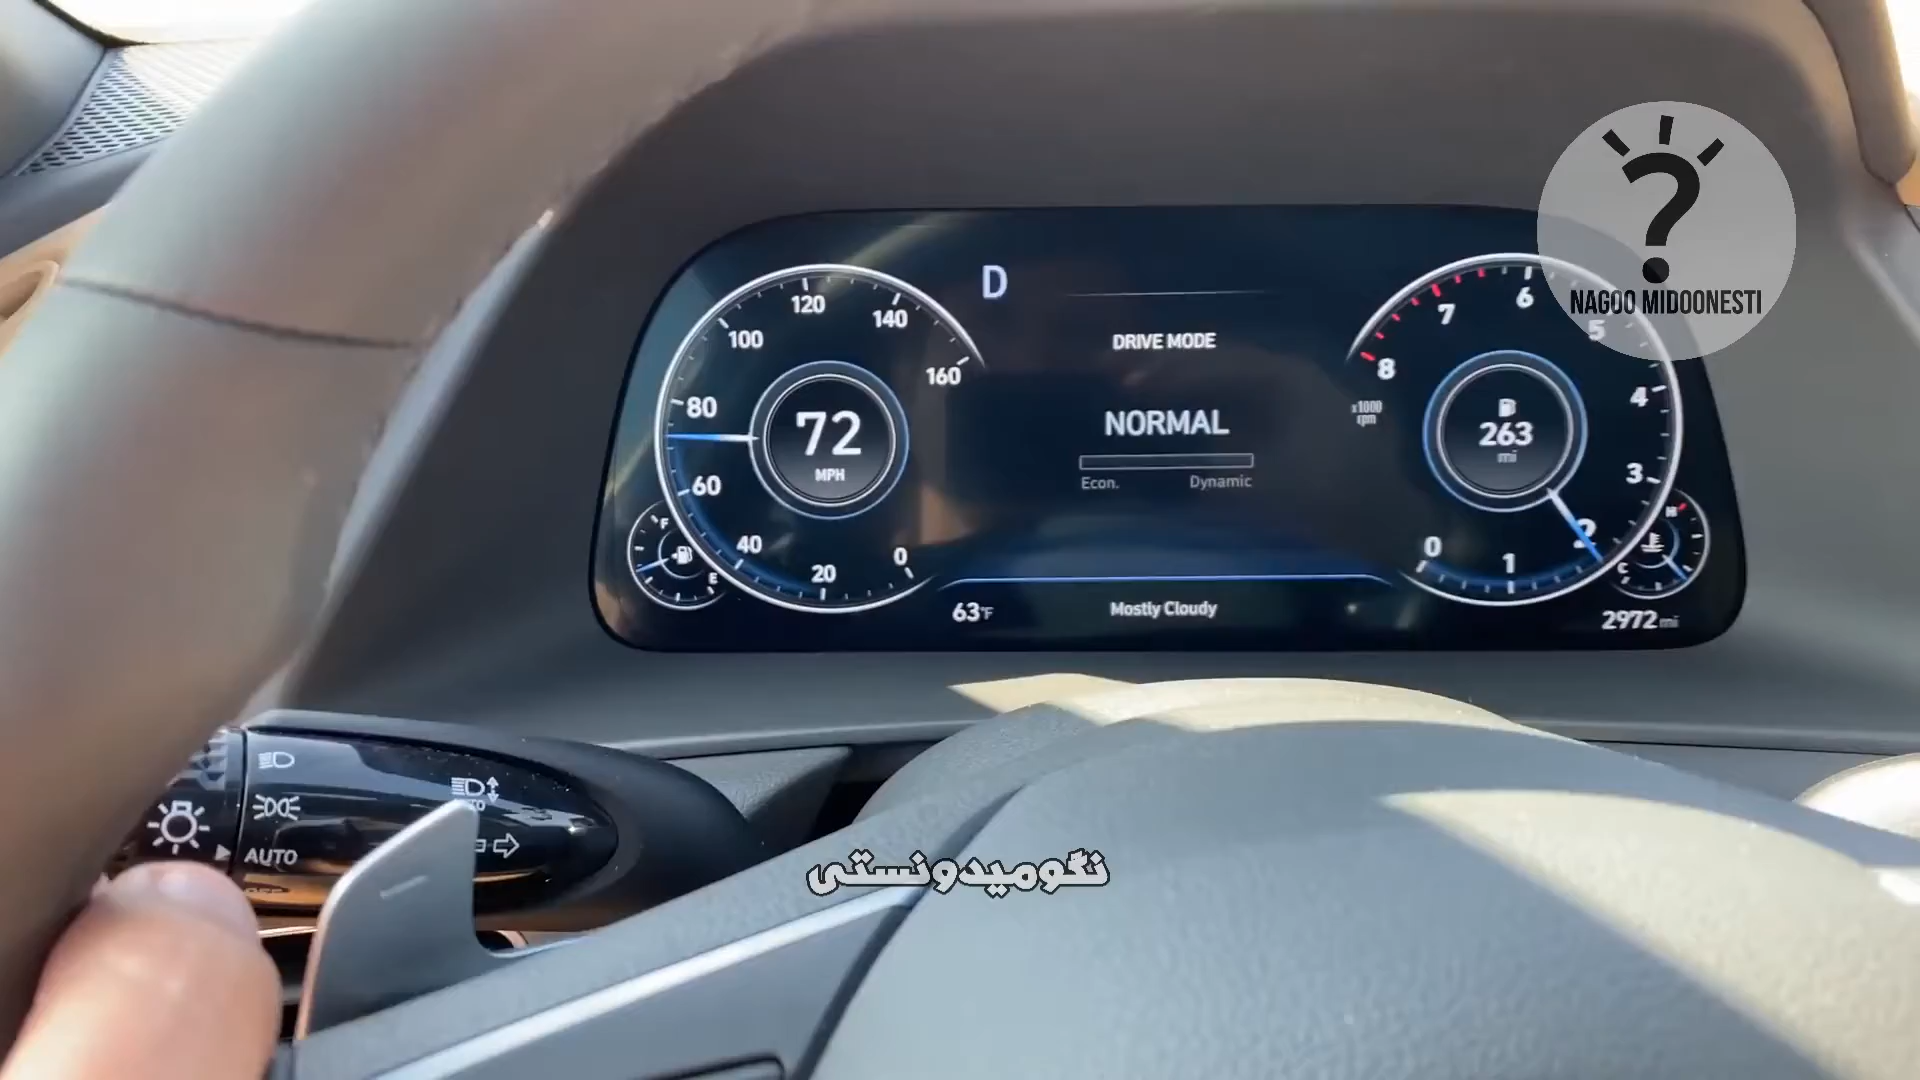 NAGOO MIDOONESTI
D
DRIVE MODE
NORMAL
Econ. Dynamic
160
140
120
100
80
60
40
20
0
72
MPH
F
E
8
7
6
5
4
3
2
1
0
x1000
rpm
263
mi
H
C
63°F
Mostly Cloudy
2972 mi
AUTO
نگومیدونستی